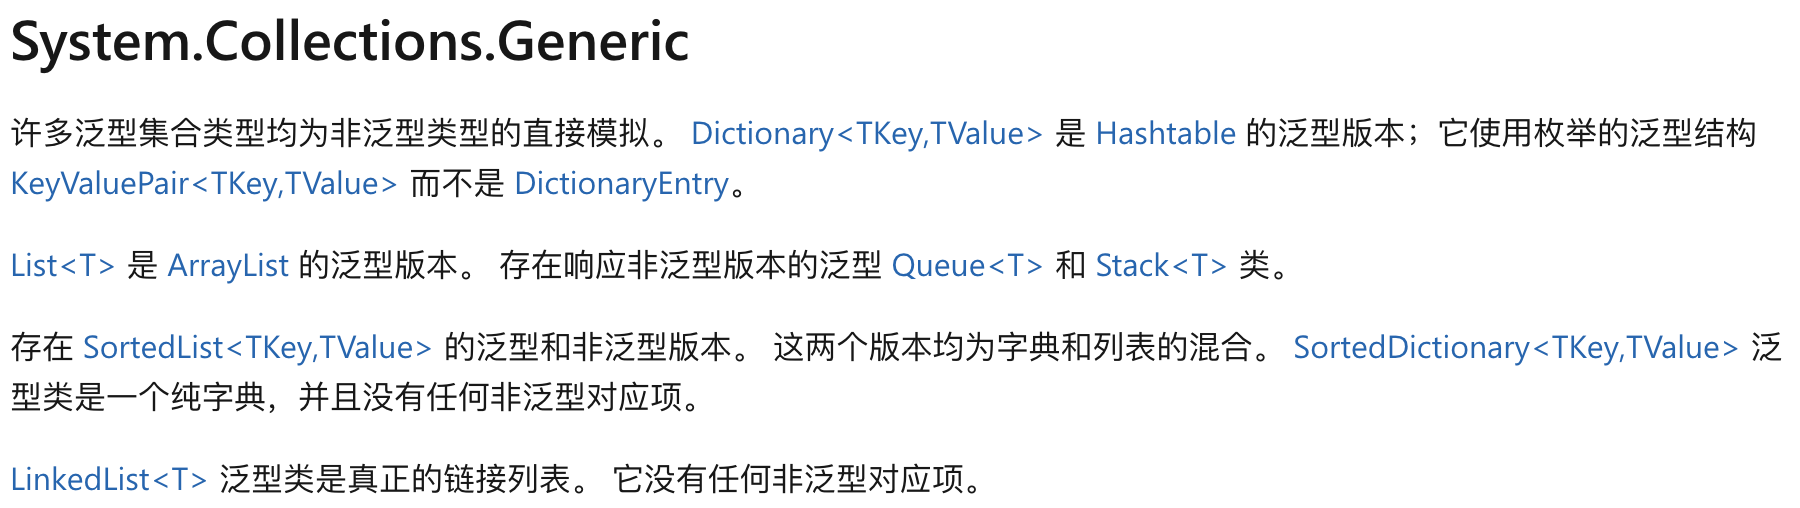 System.Collections.Generic
许多泛型集合类型均为非泛型类型的直接模拟。 Dictionary<TKey,TValue> 是 Hashtable 的泛型版本；它使用枚举的泛型结构
KeyValuePair<TKey,TValue> 而不是 DictionaryEntry。
List<T> 是 ArrayList 的泛型版本。 存在响应非泛型版本的泛型 Queue<T> 和 Stack<T> 类。
存在 SortedList<TKey,TValue> 的泛型和非泛型版本。 这两个版本均为字典和列表的混合。 SortedDictionary<TKey,TValue> 泛
型类是一个纯字典，并且没有任何非泛型对应项。
LinkedList<T> 泛型类是真正的链接列表。 它没有任何非泛型对应项。